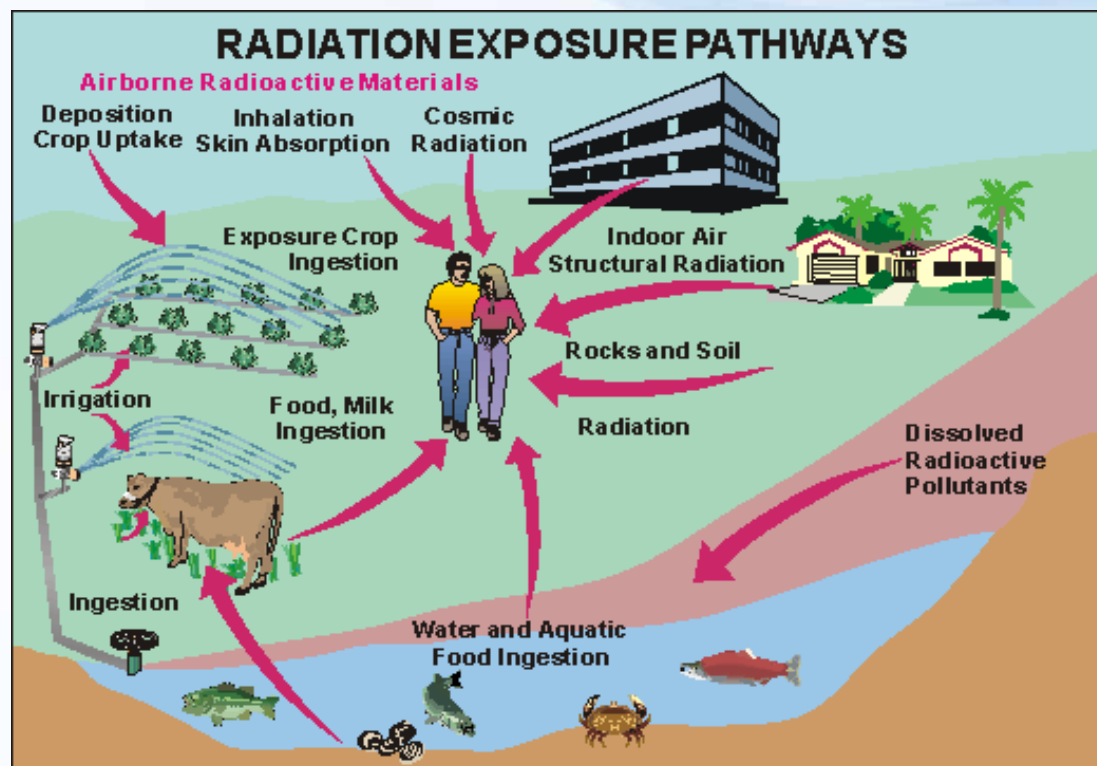 RADIATION EXPOSURE PATHWAYS
Airborne Radioactive Materials
Deposition
Crop Uptake
Inhalation
Skin Absorption
Cosmic
Radiation
Exposure Crop
Ingestion
Indoor Air
Structural Radiation
Rocks and Soil
Radiation
Irrigation
Food, Milk
Ingestion
Dissolved
Radioactive
Pollutants
Ingestion
Water and Aquatic
Food Ingestion